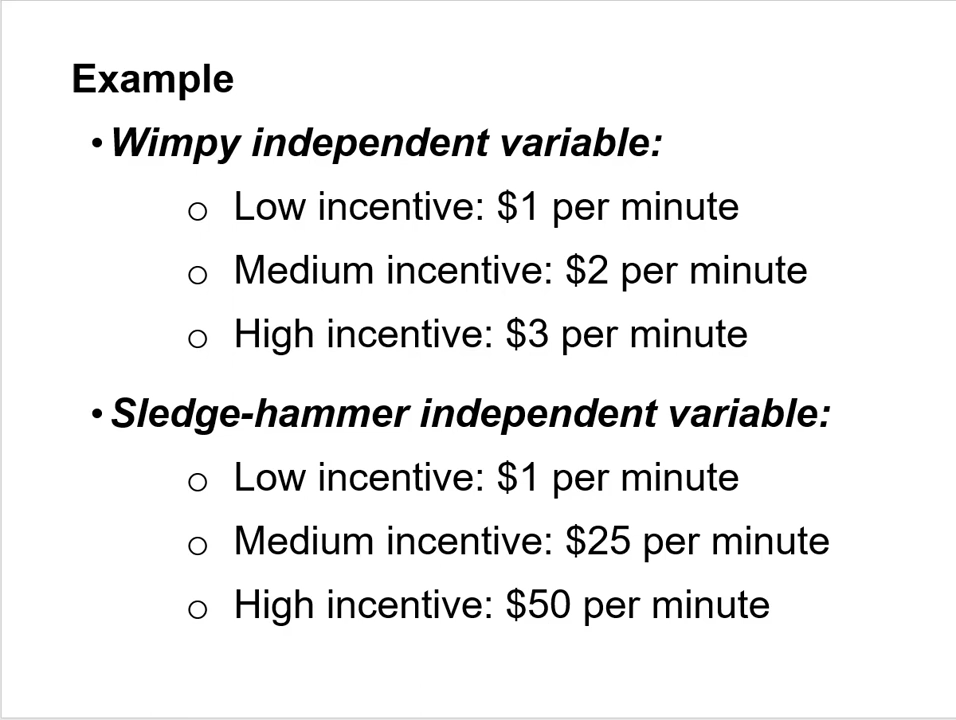 Example
• Wimpy independent variable:
o Low incentive: $1 per minute
o Medium incentive: $2 per minute
o High incentive: $3 per minute
• Sledge-hammer independent variable:
o Low incentive: $1 per minute
o Medium incentive: $25 per minute
o High incentive: $50 per minute